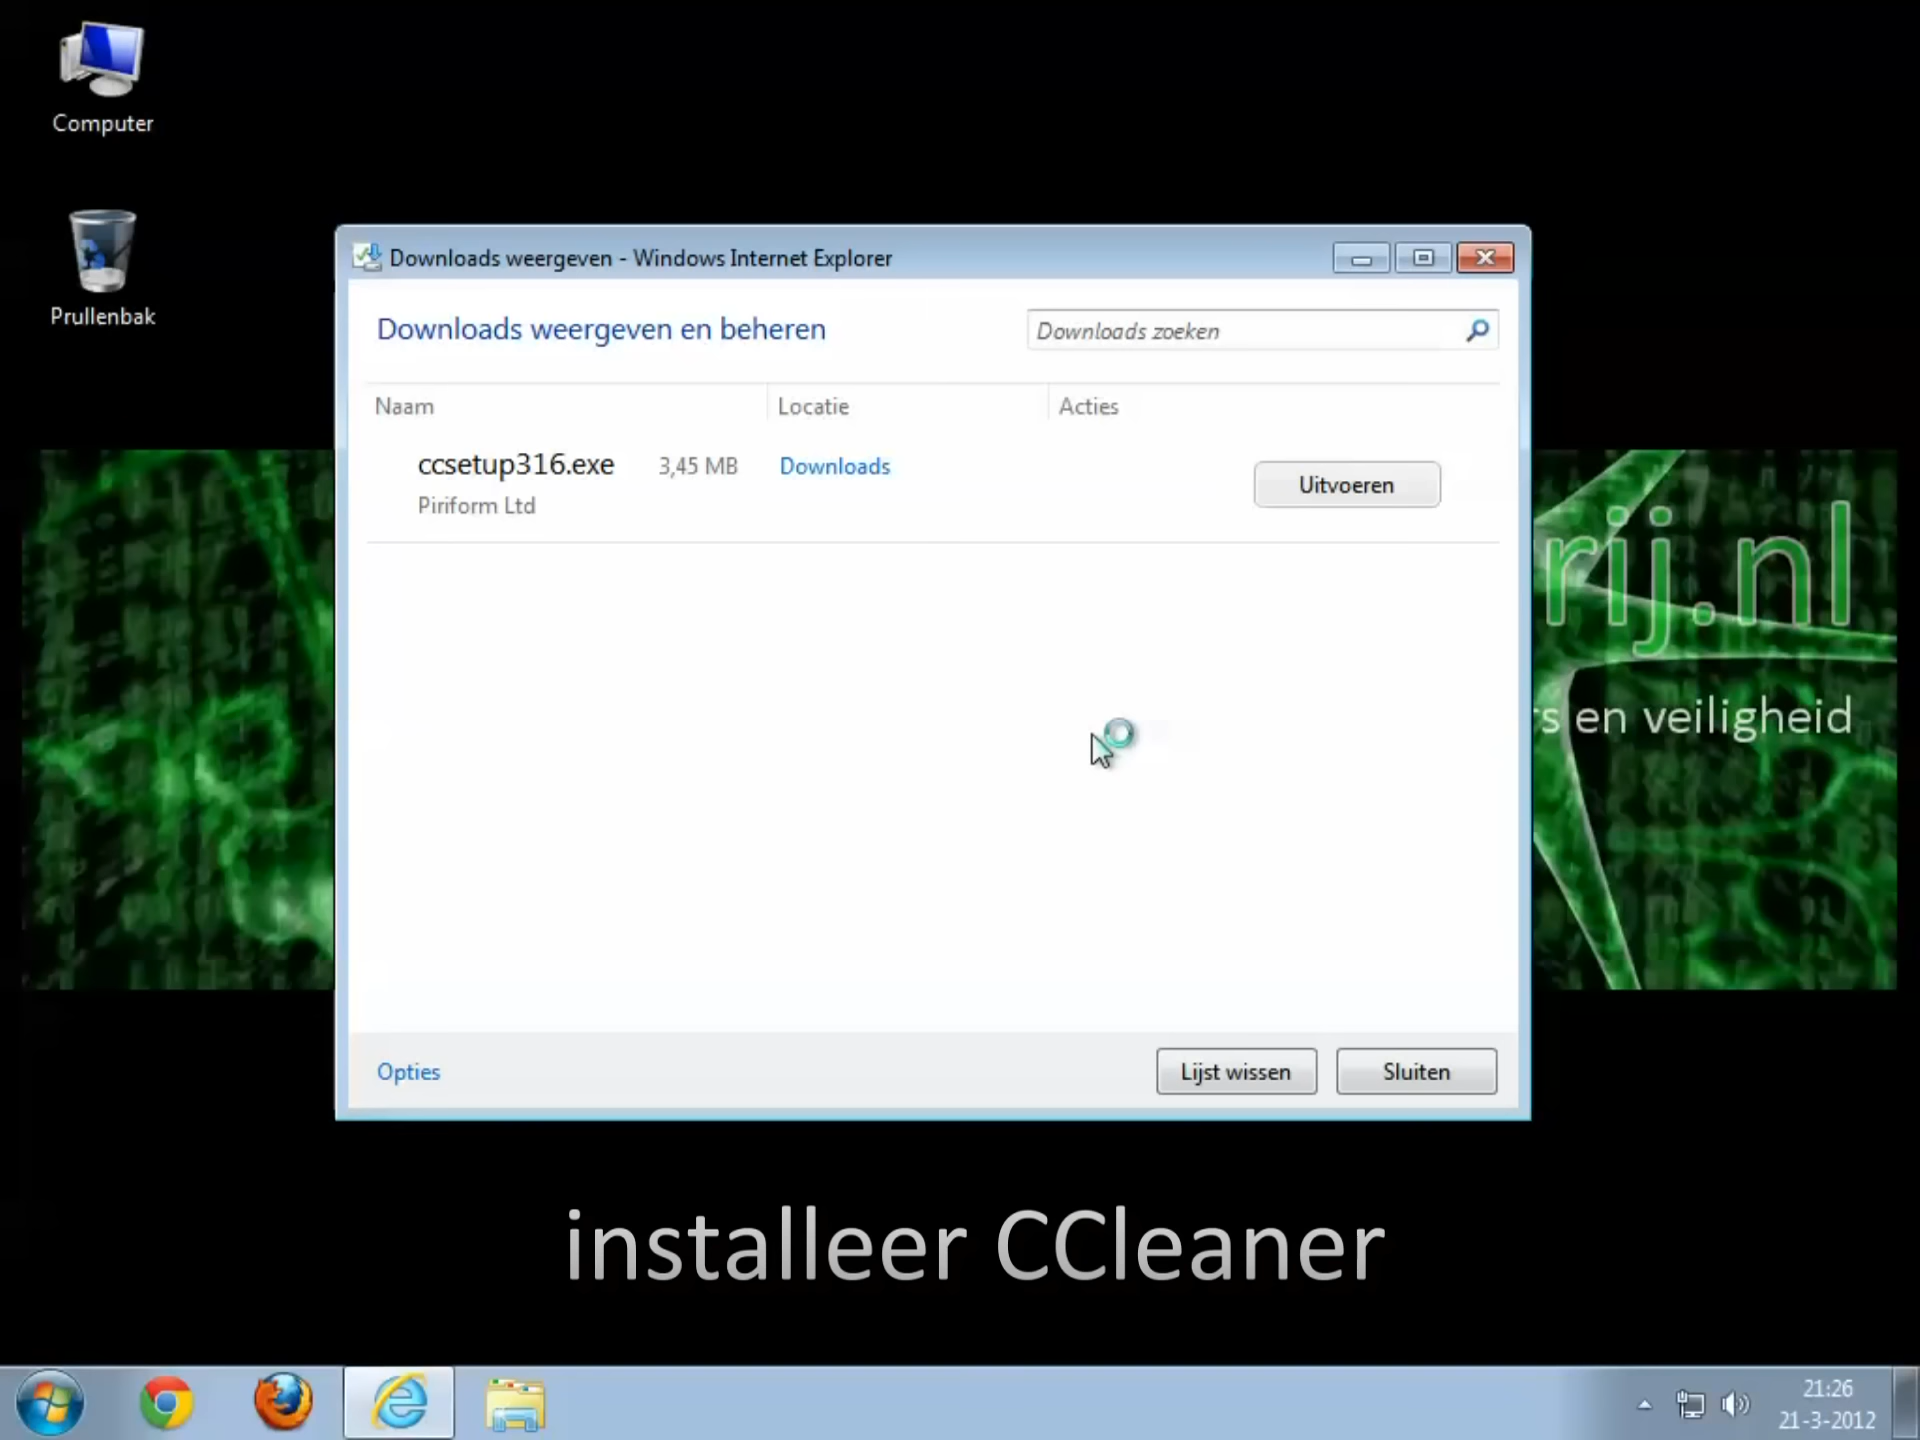 Computer
Prullenbak
Downloads weergeven - Windows Internet Explorer
Downloads weergeven en beheren
Downloads zoeken
Naam Locatie Acties
ccsetup316.exe 3,45 MB Downloads Uitvoeren
Piriform Ltd
rij.nl
s en veiligheid
Opties Lijst wissen Sluiten
installeer CCleaner
21:26
21-3-2012